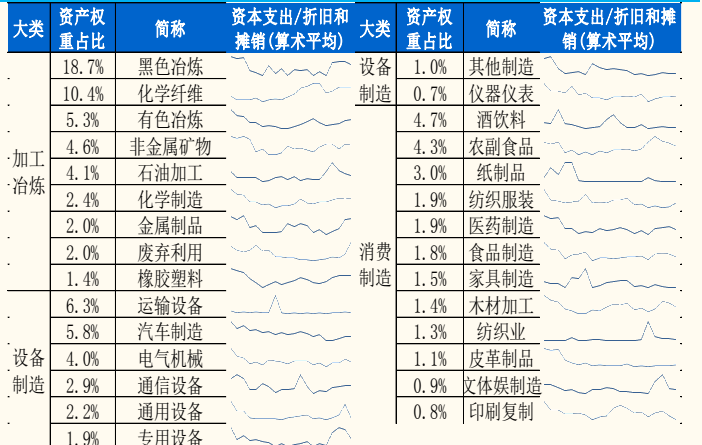 大类 资产权重占比 简称 资本支出/折旧和摊销(算术平均) 大类 资产权重占比 简称 资本支出/折旧和摊销(算术平均)
加工冶炼 18.7% 黑色冶炼 设备制造 1.0% 其他制造
10.4% 化学纤维 0.7% 仪器仪表
5.3% 有色冶炼 消费制造 4.7% 酒饮料
4.6% 非金属矿物 4.3% 农副食品
4.1% 石油加工 3.0% 纸制品
2.4% 化学制造 1.9% 纺织服装
2.0% 金属制品 1.9% 医药制造
2.0% 废弃利用 1.8% 食品制造
1.4% 橡胶塑料 1.5% 家具制造
设备制造 6.3% 运输设备 1.4% 木材加工
5.8% 汽车制造 1.3% 纺织业
4.0% 电气机械 1.1% 皮革制品
2.9% 通信设备 0.9% 文体娱制造
2.2% 通用设备 0.8% 印刷复制
1.9% 专用设备